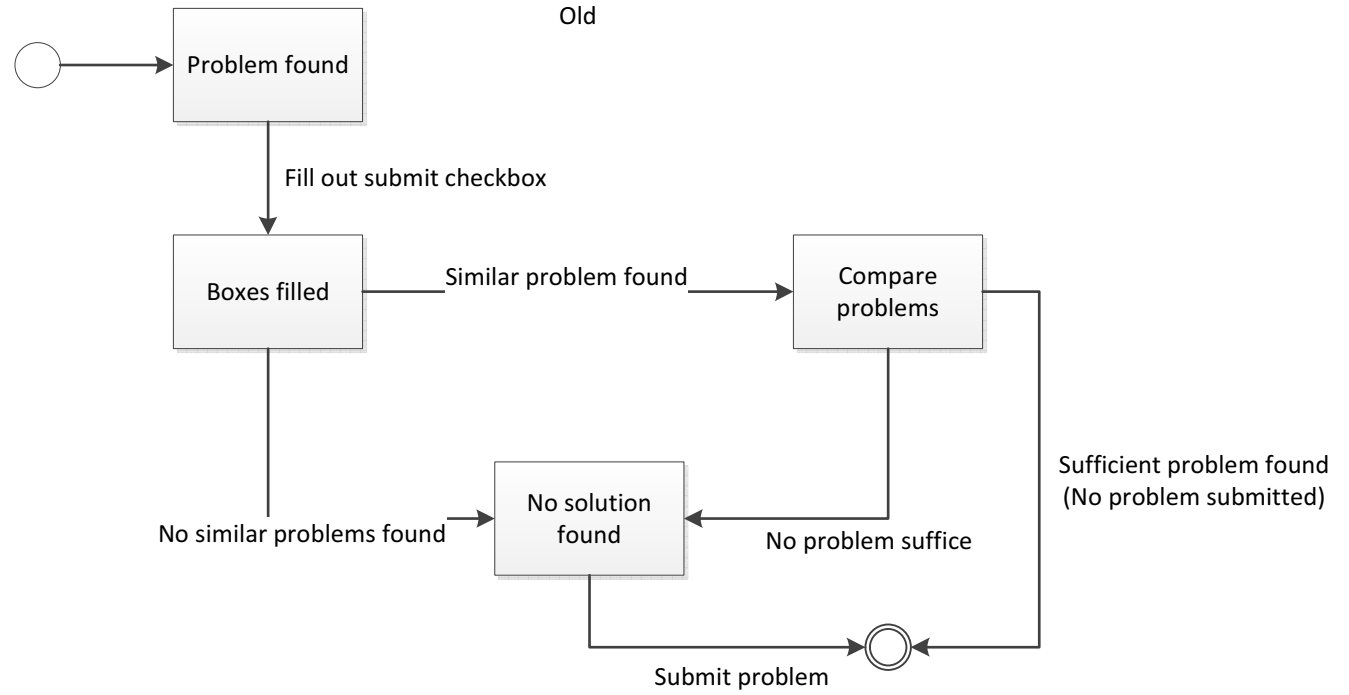 Old
Problem found
Fill out submit checkbox
Boxes filled
Similar problem found
Compare
problems
Sufficient problem found
(No problem submitted)
No solution
found
No similar problems found
No problem suffice
Submit problem